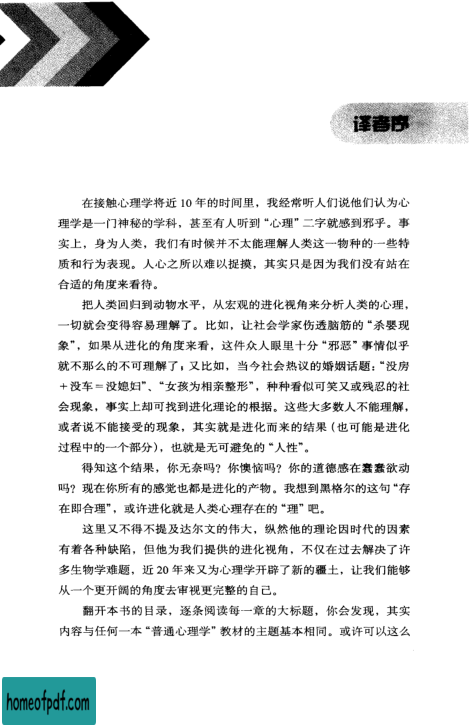 译者序
在接触心理学将近 10 年的时间里，我经常听人们说他们认为心
理学是一门神秘的学科，甚至有人听到“心理”二字就感到邪乎。事
实上，身为人类，我们有时候并不太能理解人类这一物种的一些特
质和行为表现。人心之所以难以捉摸，其实只是因为我们没有站在
合适的角度来看待。
把人类回归到动物水平，从宏观的进化视角来分析人类的心理，
一切就会变得容易理解了。比如，让社会学家伤透脑筋的“杀婴现
象”，如果从进化的角度来看，这件众人眼里十分“邪恶”事情似乎
就不那么的不可理解了；又比如，当今社会热议的婚姻话题：“没房
＋没车＝没媳妇”、“女孩为相亲整形”，种种看似可笑又或残忍的社
会现象，事实上却可找到进化理论的根据。这些大多数人不能理解，
或者说不能接受的现象，其实就是进化而来的结果（也可能是进化
过程中的一个部分），也就是无可避免的“人性”。
得知这个结果，你无奈吗？你懊恼吗？你的道德感在蠢蠢欲动
吗？现在你所有的感觉也都是进化的产物。我想到黑格尔的这句“存
在即合理”，或许进化就是人类心理存在的“理”吧。
这里又不得不提及达尔文的伟大，纵然他的理论因时代的因素
有着各种缺陷，但他为我们提供的进化视角，不仅在过去解决了许
多生物学难题，近 20 年来又为心理学开辟了新的疆土，让我们能够
从一个更开阔的角度去审视更完整的自己。
翻开本书的目录，逐条阅读每一章的大标题，你会发现，其实
内容与任何一本“普通心理学”教材的主题基本相同。或许可以这么
homeofpdf.com